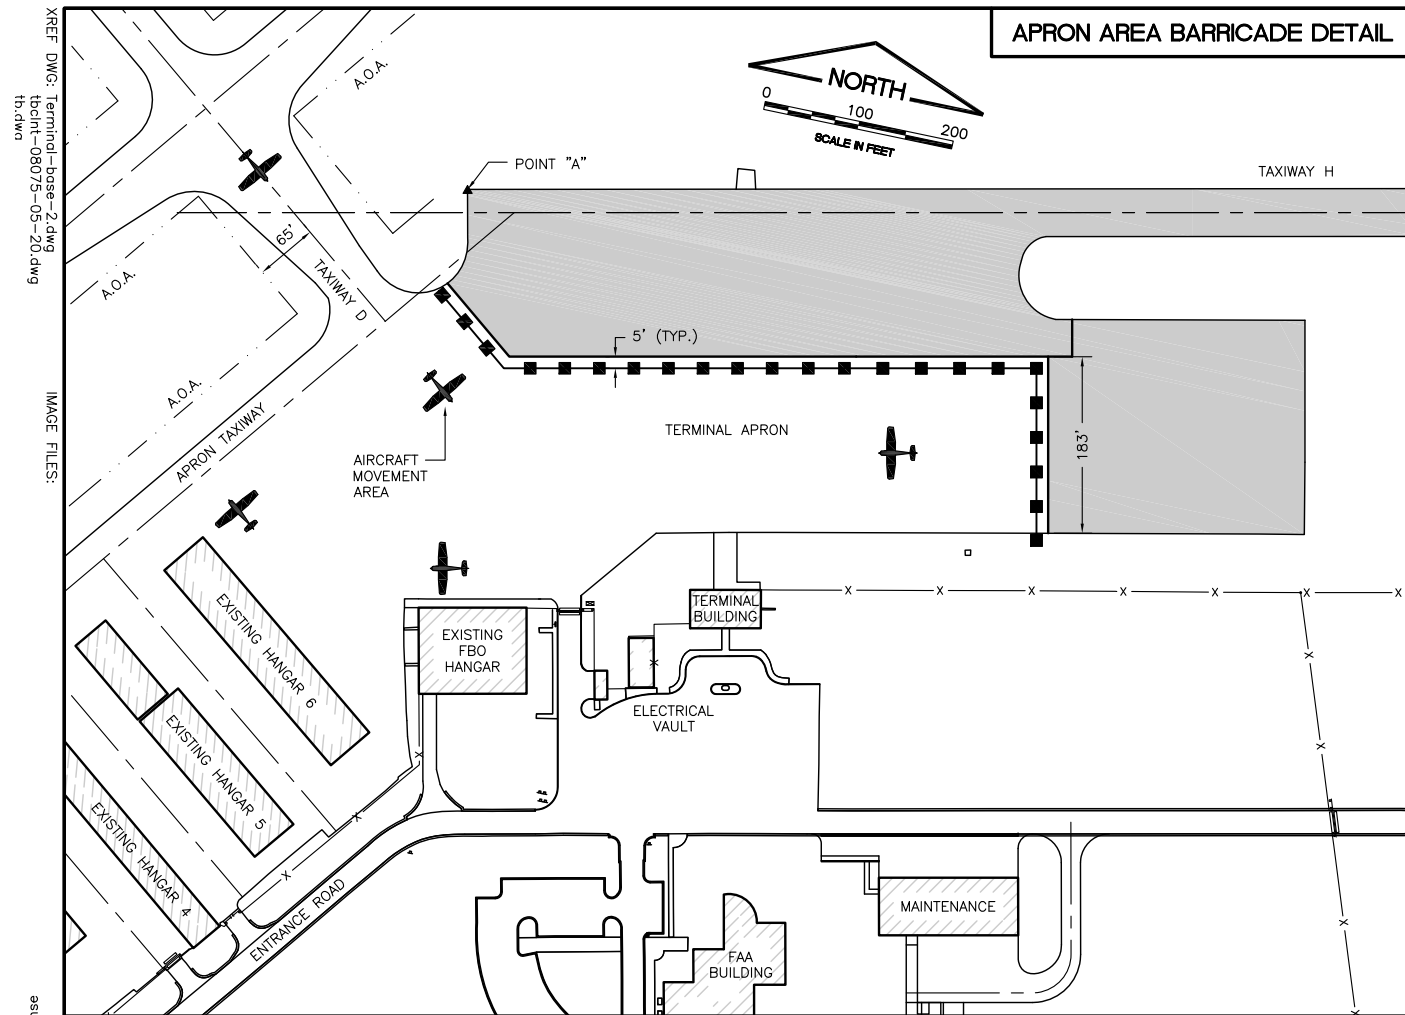 APRON AREA BARRICADE DETAIL
XREF DWG: Terminal-base-2.dwg
tbclnt-08075-05-20.dwg
tb.dwg
IMAGE FILES:
NORTH
0 100 200
SCALE IN FEET
POINT "A"
TAXIWAY H
A.O.A.
65'
TAXIWAY D
A.O.A.
5' (TYP.)
A.O.A.
APRON TAXIWAY
TERMINAL APRON
183'
AIRCRAFT
MOVEMENT
AREA
EXISTING HANGAR 6
EXISTING
FBO
HANGAR
TERMINAL
BUILDING
X X X X X X X
X
X
X
X
X
X
X
X
ELECTRICAL
VAULT
EXISTING HANGAR 5
EXISTING HANGAR 4
ENTRANCE ROAD
MAINTENANCE
FAA
BUILDING